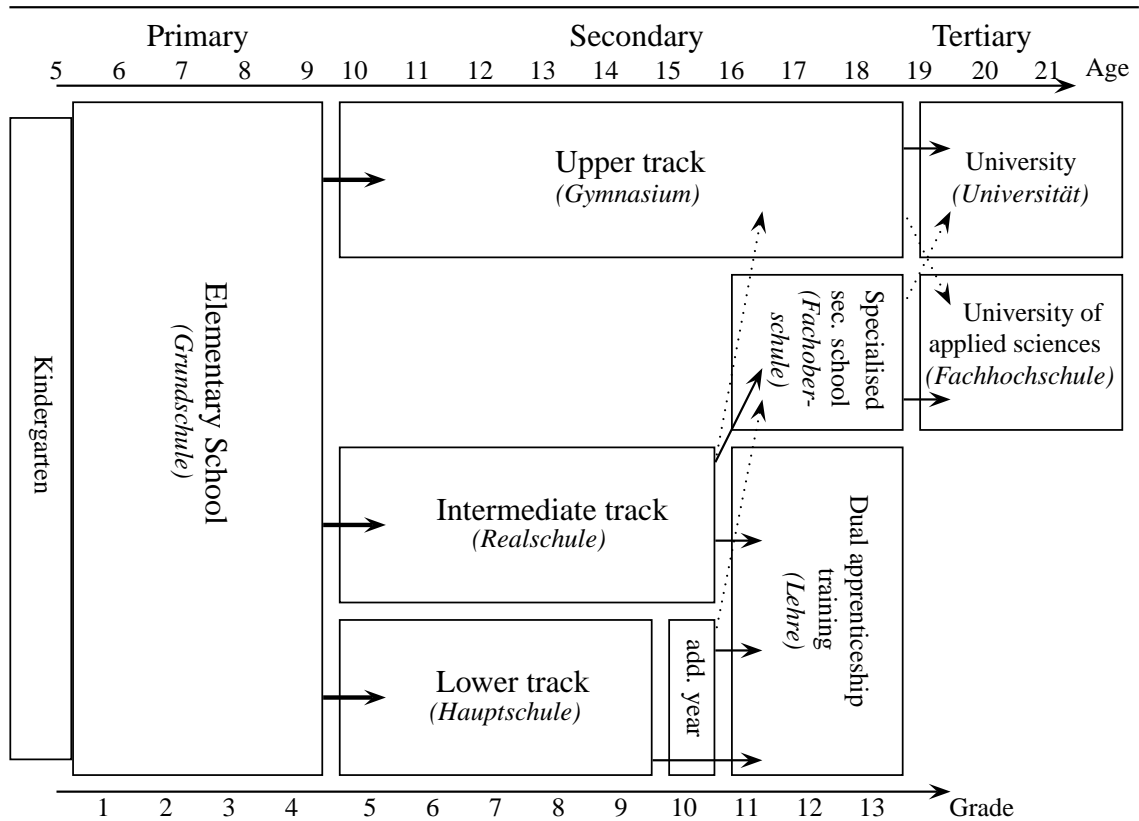 Primary Secondary Tertiary
5 6 7 8 9 10 11 12 13 14 15 16 17 18 19 20 21 Age
Kindergarten
Elementary School
(Grundschule)
Upper track
(Gymnasium)
University
(Universität)
Specialised
sec. school
(Fachober-
schule)
University of
applied sciences
(Fachhochschule)
Intermediate track
(Realschule)
Dual apprenticeship
training
(Lehre)
Lower track
(Hauptschule)
add. year
1 2 3 4 5 6 7 8 9 10 11 12 13 Grade